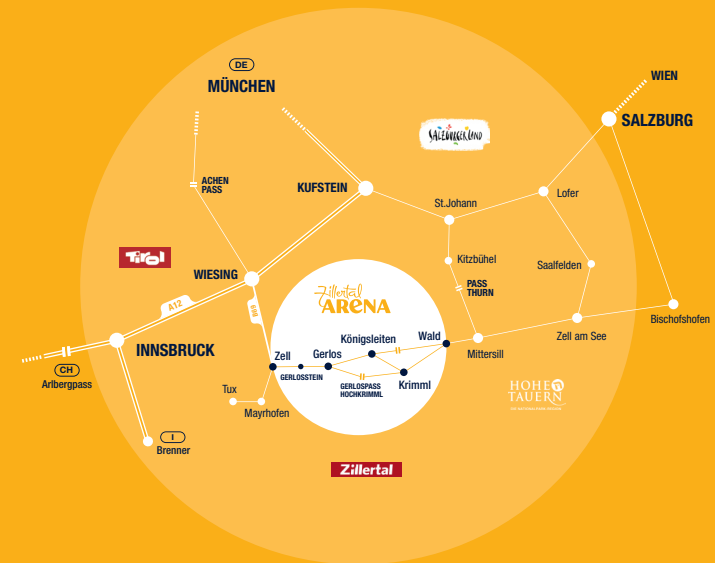 DE
MÜNCHEN
WIEN
SALZBURG
SALZBURGERLAND
ACHEN
PASS
KUFSTEIN
Lofer
St.Johann
Tirol
Kitzbühel
Saalfelden
WIESING
PASS
THURN
Zillertal
ARENA
A12
B169
Bischofshofen
INNSBRUCK
Königsleiten
Wald
Zell am See
Zell
Gerlos
Mittersill
CH
Arlbergpass
GERLOSSTEIN
GERLOSPASS
HOCHKRIMML
Krimml
Tux
Mayrhofen
HOHE
TAUERN
I
Brenner
Zillertal